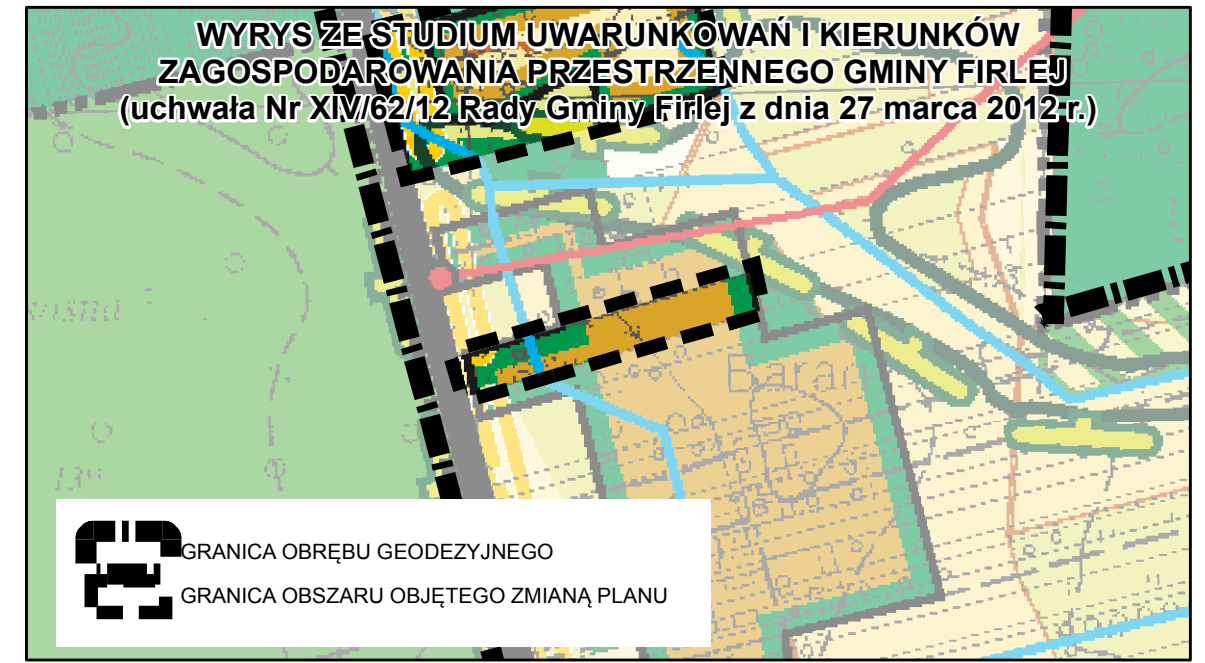 WYRYS ZE STUDIUM UWARUNKOWAŃ I KIERUNKÓW
ZAGOSPODAROWANIA PRZESTRZENNEGO GMINY FIRLEJ
(uchwała Nr XIV/62/12 Rady Gminy Firlej z dnia 27 marca 2012 r.)
GRANICA OBRĘBU GEODEZYJNEGO
GRANICA OBSZARU OBJĘTEGO ZMIANĄ PLANU